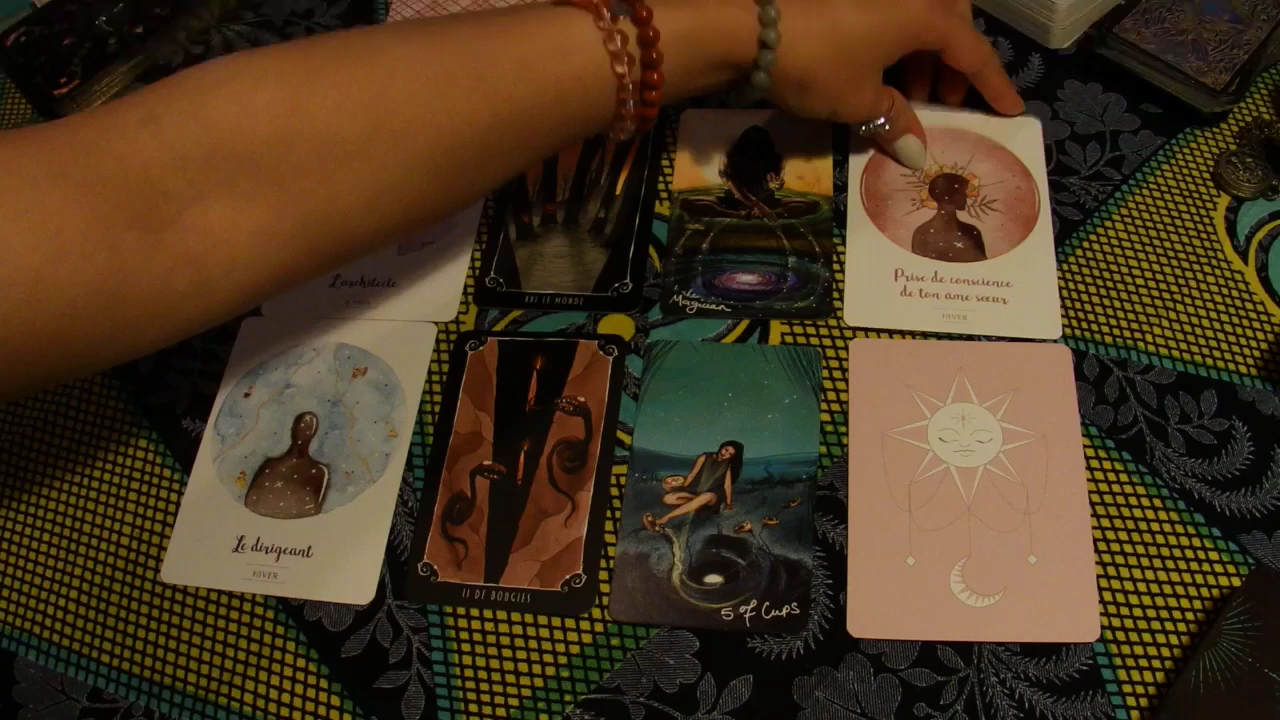 L'architecte
XXI LE MONDE
the
Magician
Prise de conscience
de ton âme sœur
HIVER
Le dirigeant
HIVER
II DE BOUGIES
5 of Cups